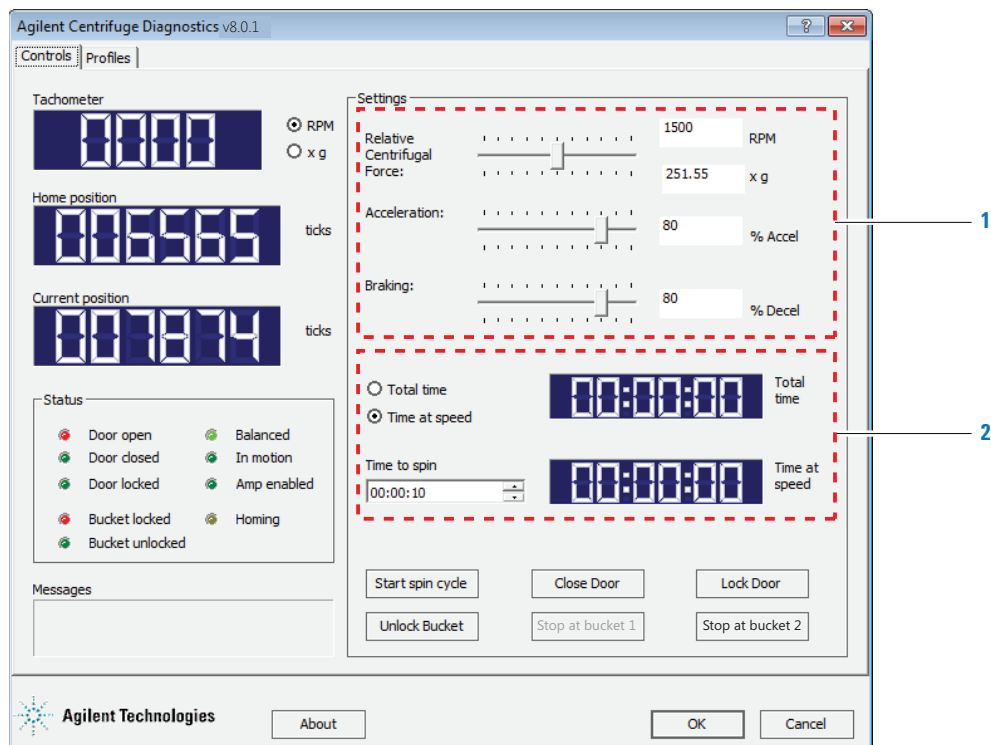 Agilent Centrifuge Diagnostics v8.0.1
Controls
Profiles
Tachometer
0000
RPM
x g
Home position
006565
ticks
Current position
007874
ticks
Status
Door open
Balanced
Door closed
In motion
Door locked
Amp enabled
Bucket locked
Homing
Bucket unlocked
Messages
Settings
Relative
Centrifugal
Force:
1500
RPM
251.55
x g
Acceleration:
80
% Accel
Braking:
80
% Decel
1
Total time
Time at speed
00:00:00
Total
time
2
Time to spin
00:00:10
00:00:00
Time at
speed
Start spin cycle
Close Door
Lock Door
Unlock Bucket
Stop at bucket 1
Stop at bucket 2
Agilent Technologies
About
OK
Cancel